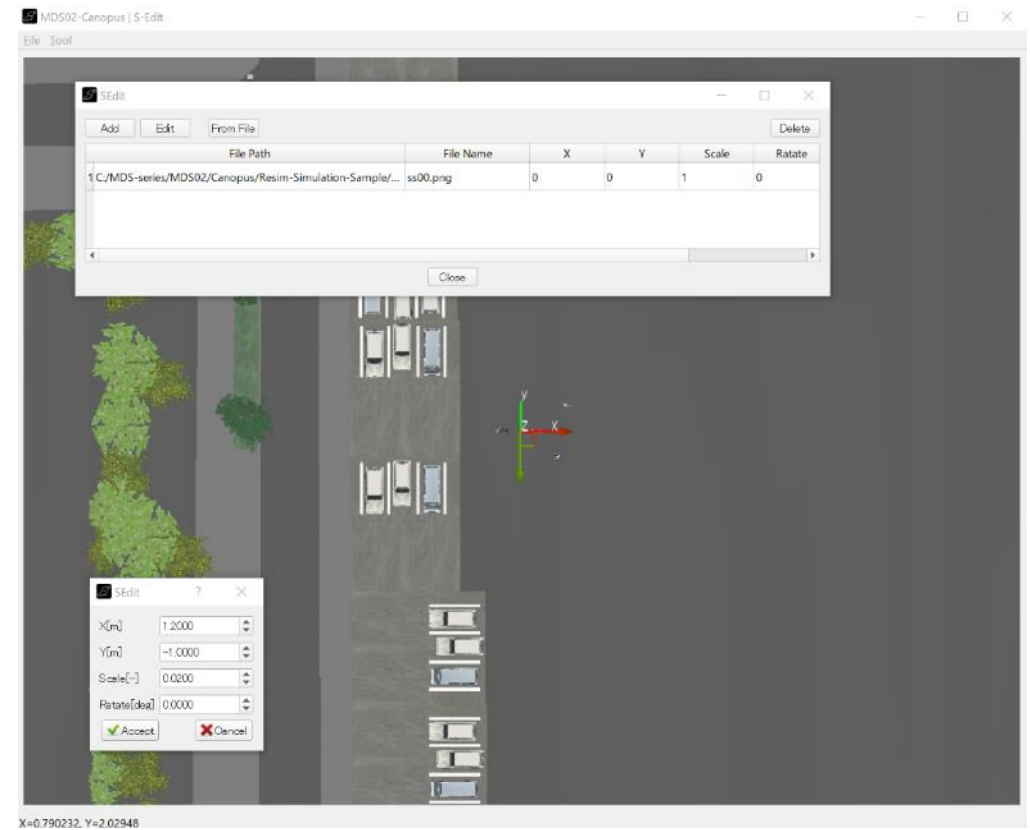 MDS02-Canopus | S-Edit
File Tool
SEdit
Add Edit From File Delete
File Path File Name X Y Scale Ratate
1 C:/MDS-series/MDS02/Canopus/Resim-Simulation-Sample/... ss00.png 0 0 1 0
Close
y
Z X
SEdit ?
X[m] 1.2000
Y[m] -1.0000
Scale[-] 0.0200
Ratate[deg] 0.0000
Accept Cancel
X=0.790232, Y=2.02948